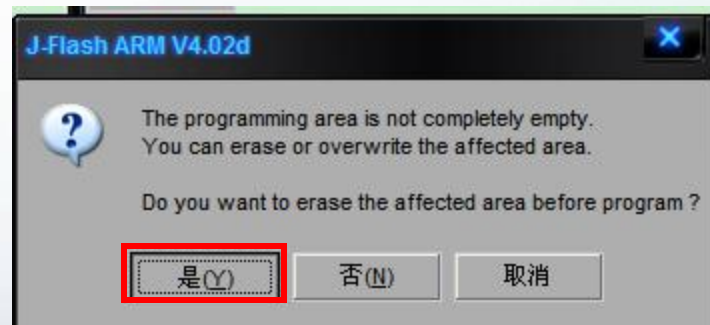 J-Flash ARM V4.02d
The programming area is not completely empty.
You can erase or overwrite the affected area.
Do you want to erase the affected area before program ?
是(Y) 否(N) 取消